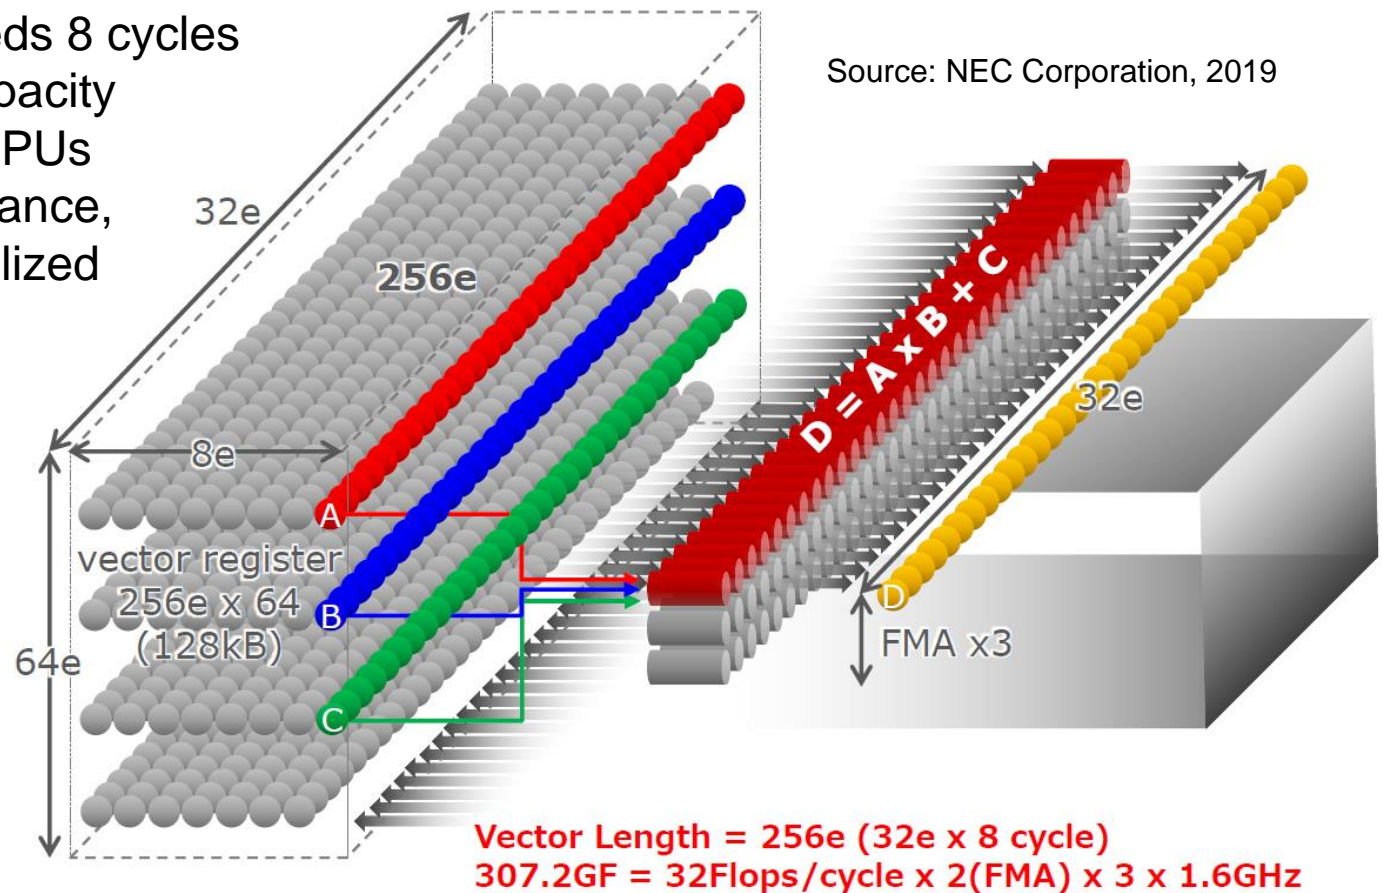 eds 8 cycles
pacity
PUs
ance,
lized
Source: NEC Corporation, 2019
32e
256e
8e
A
vector register
256e x 64
(128kB)
B
64e
C
D = A x B + C
32e
D
FMA x3
Vector Length = 256e (32e x 8 cycle)
307.2GF = 32Flops/cycle x 2(FMA) x 3 x 1.6GHz